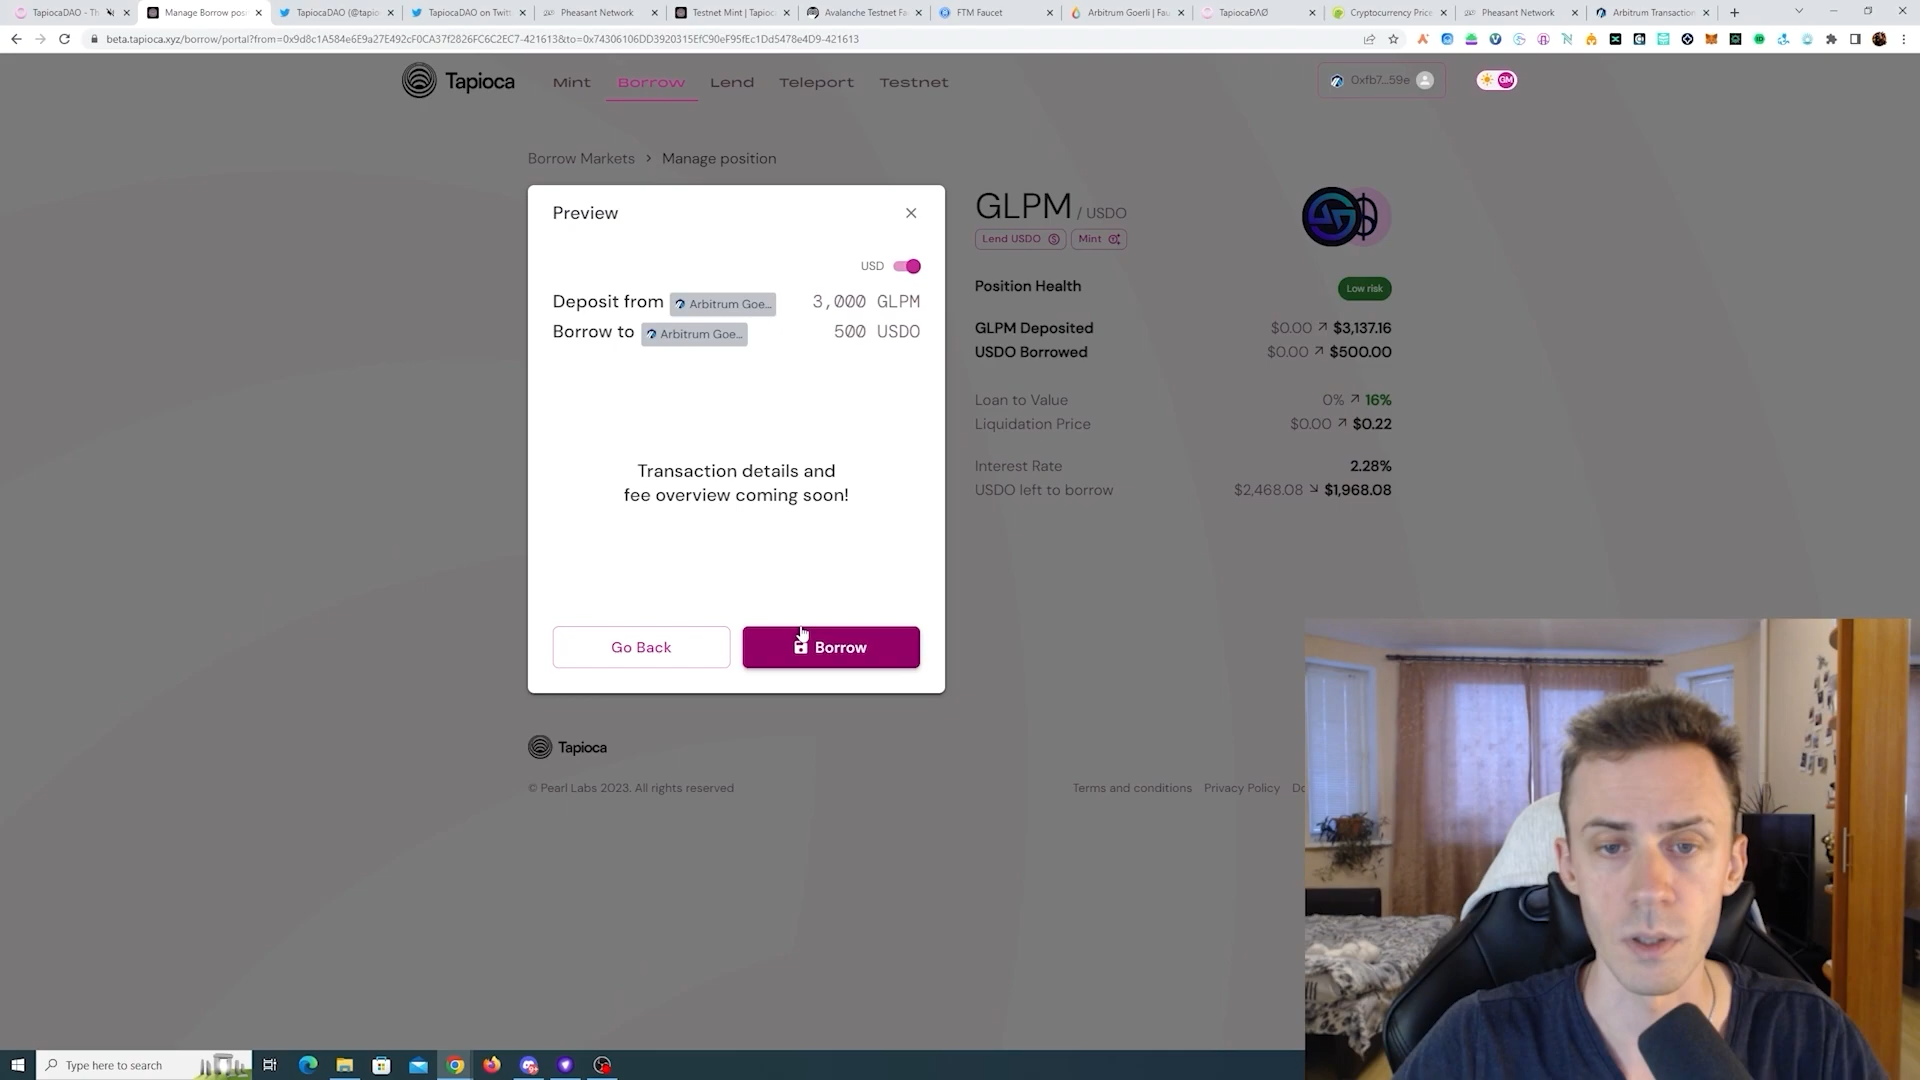 TapiocaDAO - Th
Manage Borrow posi
TapiocaDAO (@tapio
TapiocaDAO on Twitt
Pheasant Network
Testnet Mint | Tapioc
Avalanche Testnet Fa
FTM Faucet
Arbitrum Goerli | Fau
TapiocaĐΛØ
Cryptocurrency Price
Pheasant Network
Arbitrum Transaction
beta.tapioca.xyz/borrow/portal?from=0x9d8c1A584e6E9a27E492cF0CA37f2826FC6C2EC7-421613&to=0x74306106DD3920315EfC90eF95fEc1Dd5478e4D9-421613
Tapioca
Mint
Borrow
Lend
Teleport
Testnet
0xfb7...59e
GM
Borrow Markets > Manage position
Preview
USD
Deposit from Arbitrum Goe... 3,000 GLPM
Borrow to Arbitrum Goe... 500 USDO
Transaction details and
fee overview coming soon!
Go Back
Borrow
GLPM / USDO
Lend USDO
Mint
Position Health
Low risk
GLPM Deposited $0.00 ↗ $3,137.16
USDO Borrowed $0.00 ↗ $500.00
Loan to Value 0% ↗ 16%
Liquidation Price $0.00 ↗ $0.22
Interest Rate 2.28%
USDO left to borrow $2,468.08 ↘ $1,968.08
Tapioca
© Pearl Labs 2023. All rights reserved
Terms and conditions
Privacy Policy
Do
Type here to search